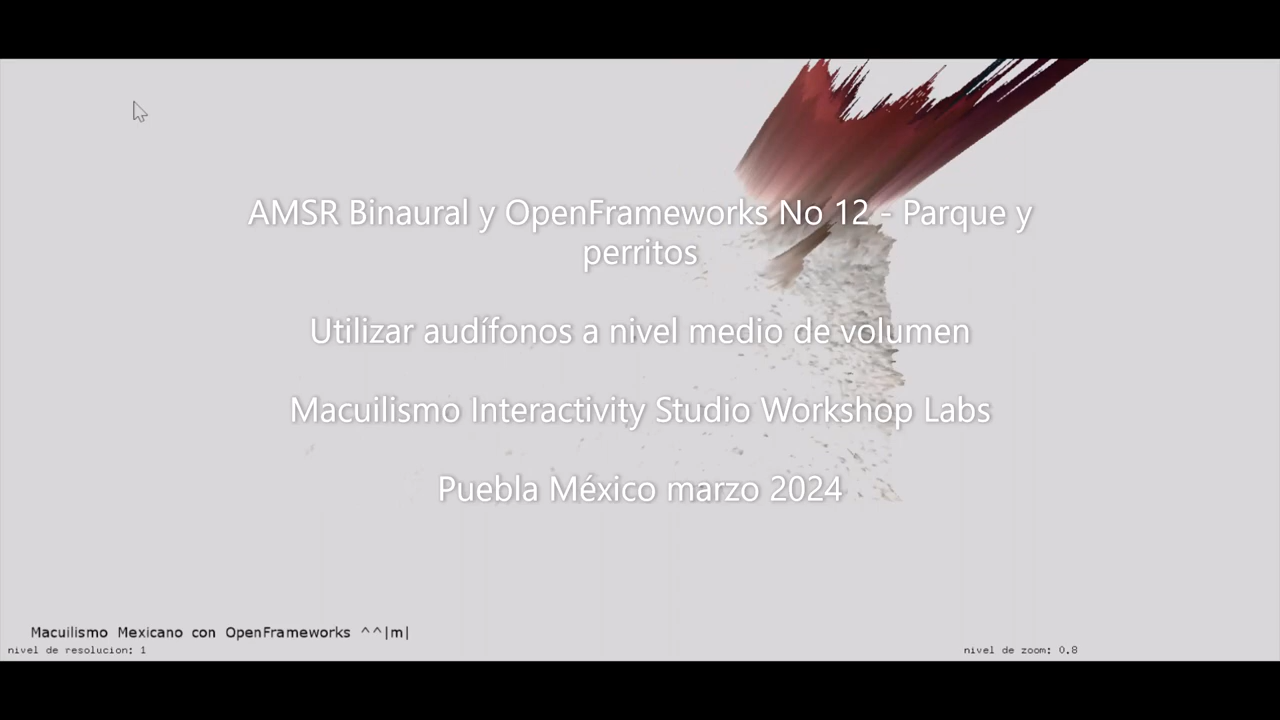 AMSR Binaural y OpenFrameworks No 12 - Parque y
perritos
Utilizar audífonos a nivel medio de volumen
Macuilismo Interactivity Studio Workshop Labs
Puebla México marzo 2024
Macuilismo Mexicano con OpenFrameworks ^^|m|
nivel de resolucion: 1
nivel de zoom: 0.8